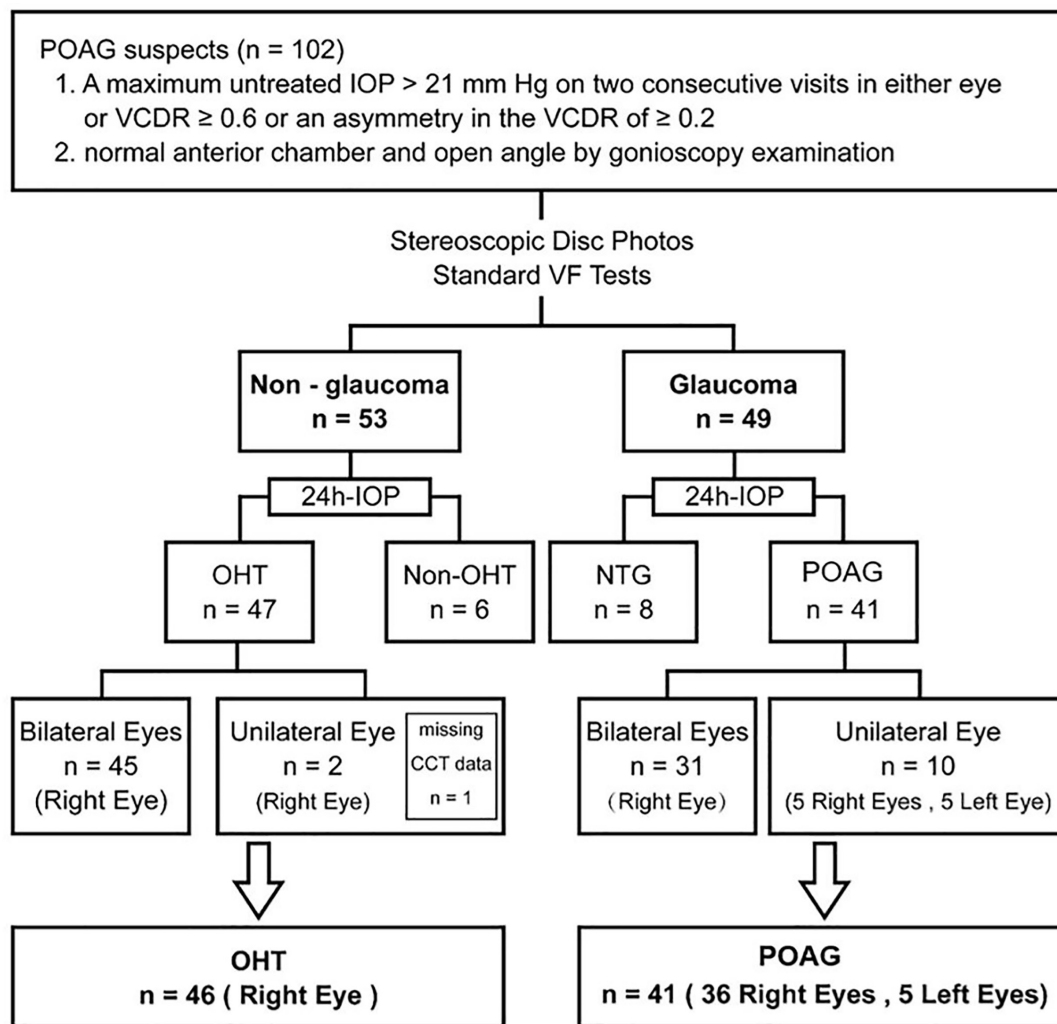 POAG suspects (n = 102)
1. A maximum untreated IOP > 21 mm Hg on two consecutive visits in either eye
or VCDR ≥ 0.6 or an asymmetry in the VCDR of ≥ 0.2
2. normal anterior chamber and open angle by gonioscopy examination
Stereoscopic Disc Photos
Standard VF Tests
Non - glaucoma
n = 53
Glaucoma
n = 49
24h-IOP
24h-IOP
OHT
n = 47
Non-OHT
n = 6
NTG
n = 8
POAG
n = 41
Bilateral Eyes
n = 45
(Right Eye)
Unilateral Eye
n = 2
(Right Eye)
missing
CCT data
n = 1
Bilateral Eyes
n = 31
(Right Eye)
Unilateral Eye
n = 10
(5 Right Eyes , 5 Left Eye)
OHT
n = 46 ( Right Eye )
POAG
n = 41 ( 36 Right Eyes , 5 Left Eyes)